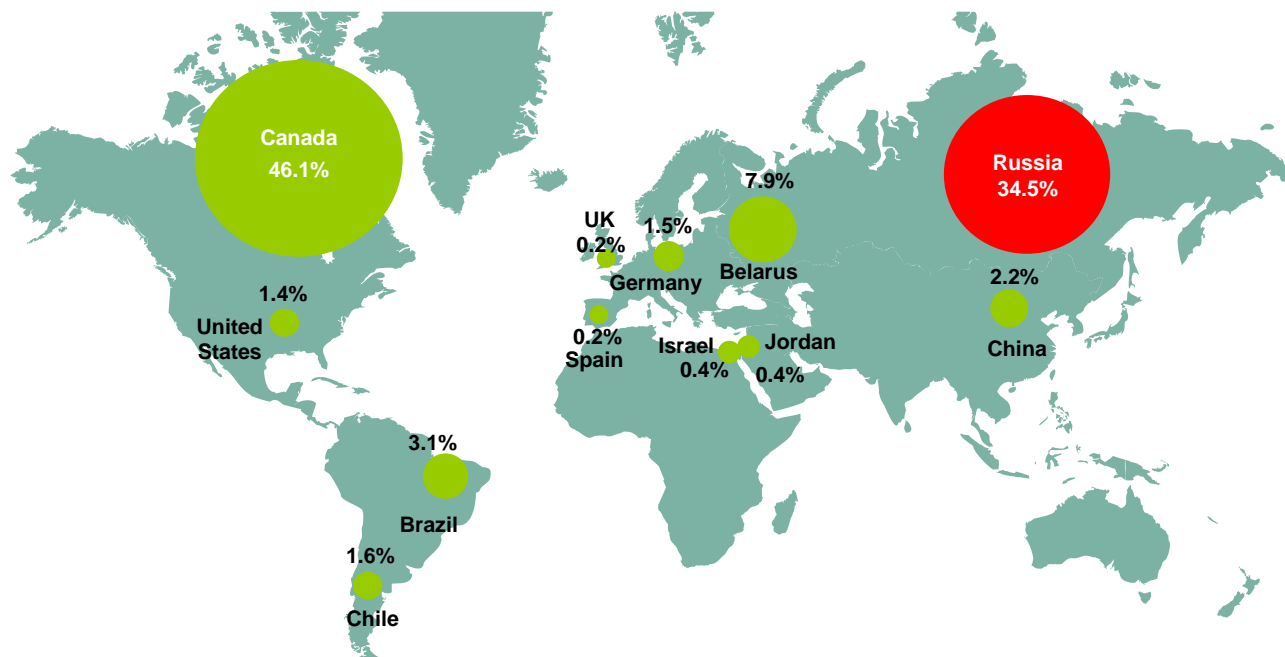 Canada
46.1%
Russia
34.5%
7.9%
Belarus
UK
0.2%
1.5%
Germany
2.2%
China
1.4%
United
States
0.2%
Spain
Israel
0.4%
Jordan
0.4%
3.1%
Brazil
1.6%
Chile